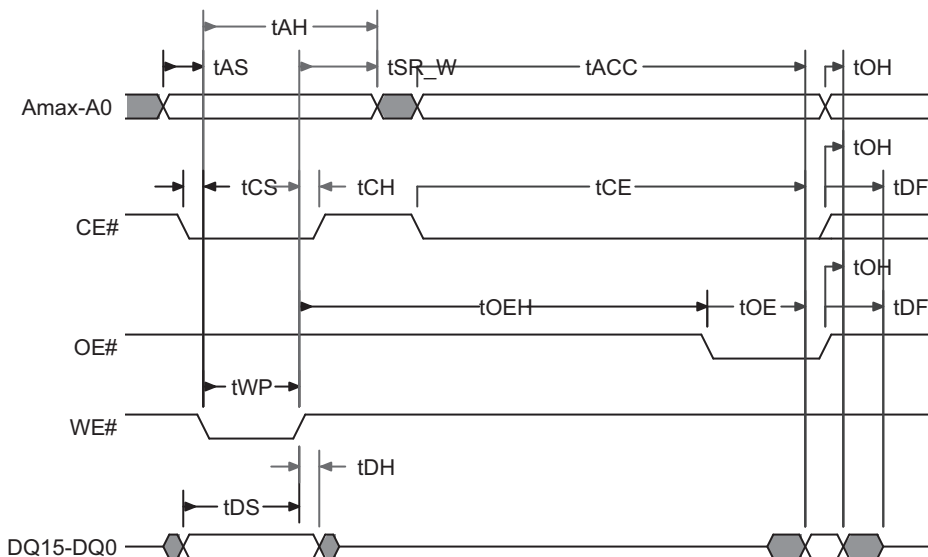 tAH
tAS tSR_W tACC tOH
Amax-A0
tOH
tCS tCH tCE tDF
CE#
tOH
tOEH tOE tDF
OE#
tWP
WE#
tDH
tDS
DQ15-DQ0